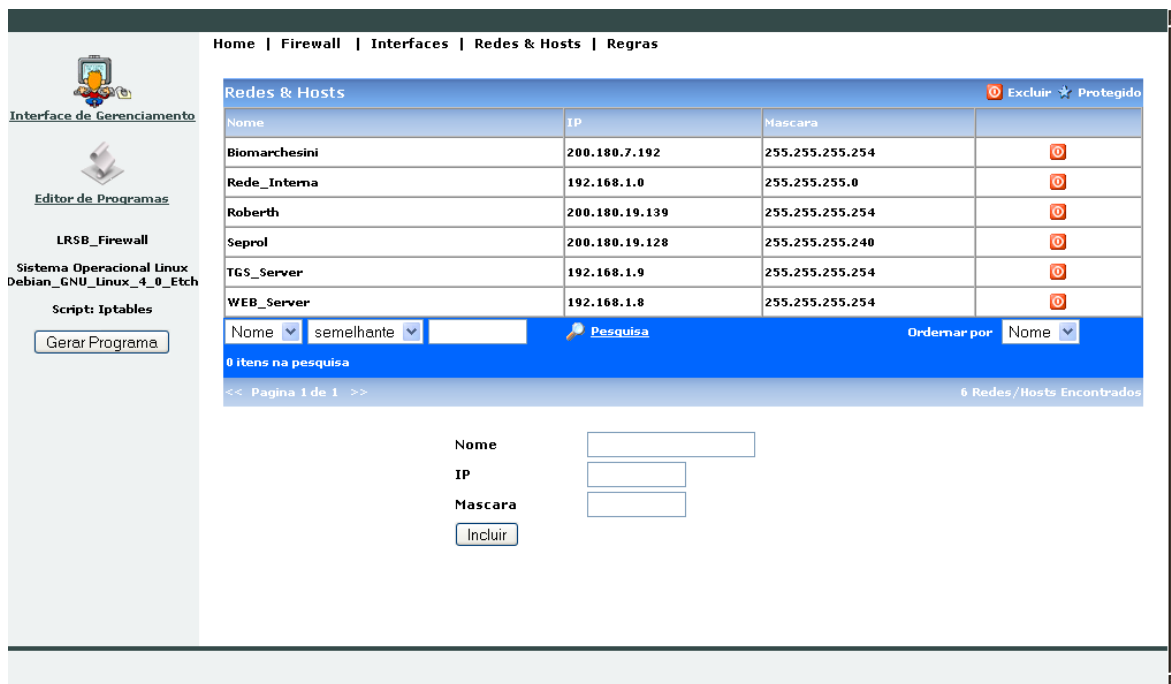 Home | Firewall | Interfaces | Redes & Hosts | Regras
Interface de Gerenciamento
Editor de Programas
LRSB_Firewall
Sistema Operacional Linux
Debian_GNU_Linux_4_0_Etch
Script: Iptables
Gerar Programa
Redes & Hosts Excluir Protegido
Nome IP Mascara
Biomarchesini 200.180.7.192 255.255.255.254
Rede_Interna 192.168.1.0 255.255.255.0
Roberth 200.180.19.139 255.255.255.254
Seprol 200.180.19.128 255.255.255.240
TGS_Server 192.168.1.9 255.255.255.254
WEB_Server 192.168.1.8 255.255.255.254
Nome semelhante Pesquisa Ordernar por Nome
0 itens na pesquisa
<< Pagina 1 de 1 >> 6 Redes/Hosts Encontrados
Nome
IP
Mascara
Incluir